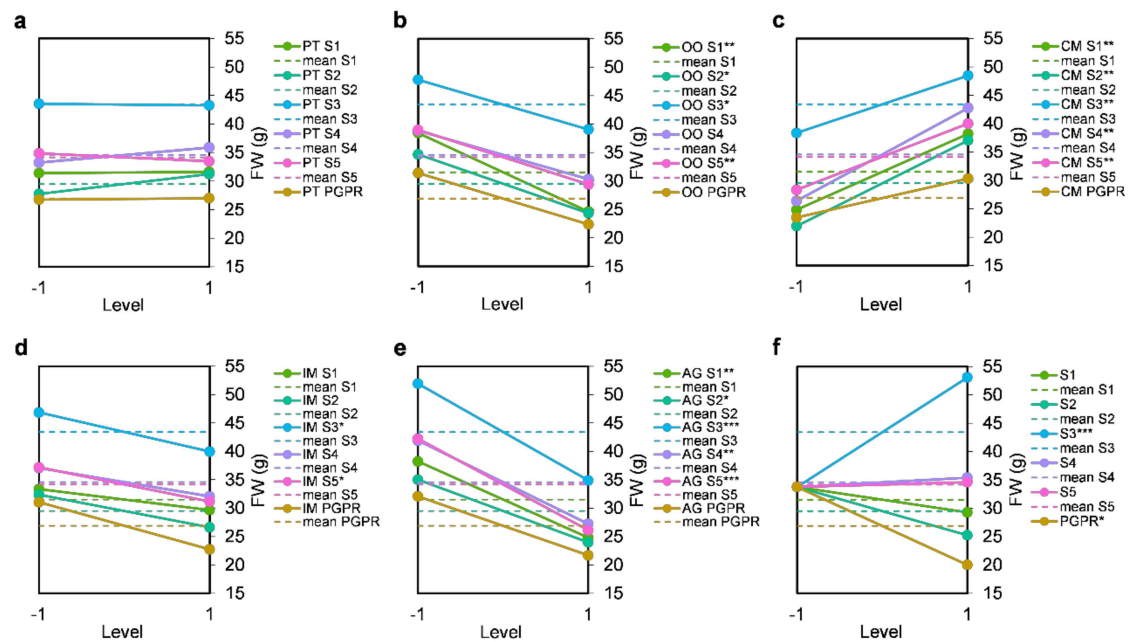 a
55
50
45
40
35
30
25
20
15
FW (g)
-1
1
Level
PT S1
mean S1
PT S2
mean S2
PT S3
mean S3
PT S4
mean S4
PT S5
mean S5
PT PGPR
b
55
50
45
40
35
30
25
20
15
FW (g)
-1
1
Level
OO S1**
mean S1
OO S2*
mean S2
OO S3*
mean S3
OO S4
mean S4
OO S5**
mean S5
OO PGPR
c
55
50
45
40
35
30
25
20
15
FW (g)
-1
1
Level
CM S1**
mean S1
CM S2**
mean S2
CM S3**
mean S3
CM S4**
mean S4
CM S5**
mean S5
CM PGPR
d
55
50
45
40
35
30
25
20
15
FW (g)
-1
1
Level
IM S1
mean S1
IM S2
mean S2
IM S3*
mean S3
IM S4
mean S4
IM S5*
mean S5
IM PGPR
mean PGPR
e
55
50
45
40
35
30
25
20
15
FW (g)
-1
1
Level
AG S1**
mean S1
AG S2*
mean S2
AG S3***
mean S3
AG S4**
mean S4
AG S5***
mean S5
AG PGPR
mean PGPR
f
55
50
45
40
35
30
25
20
15
FW (g)
-1
1
Level
S1
mean S1
S2
mean S2
S3***
mean S3
S4
mean S4
S5
mean S5
PGPR*